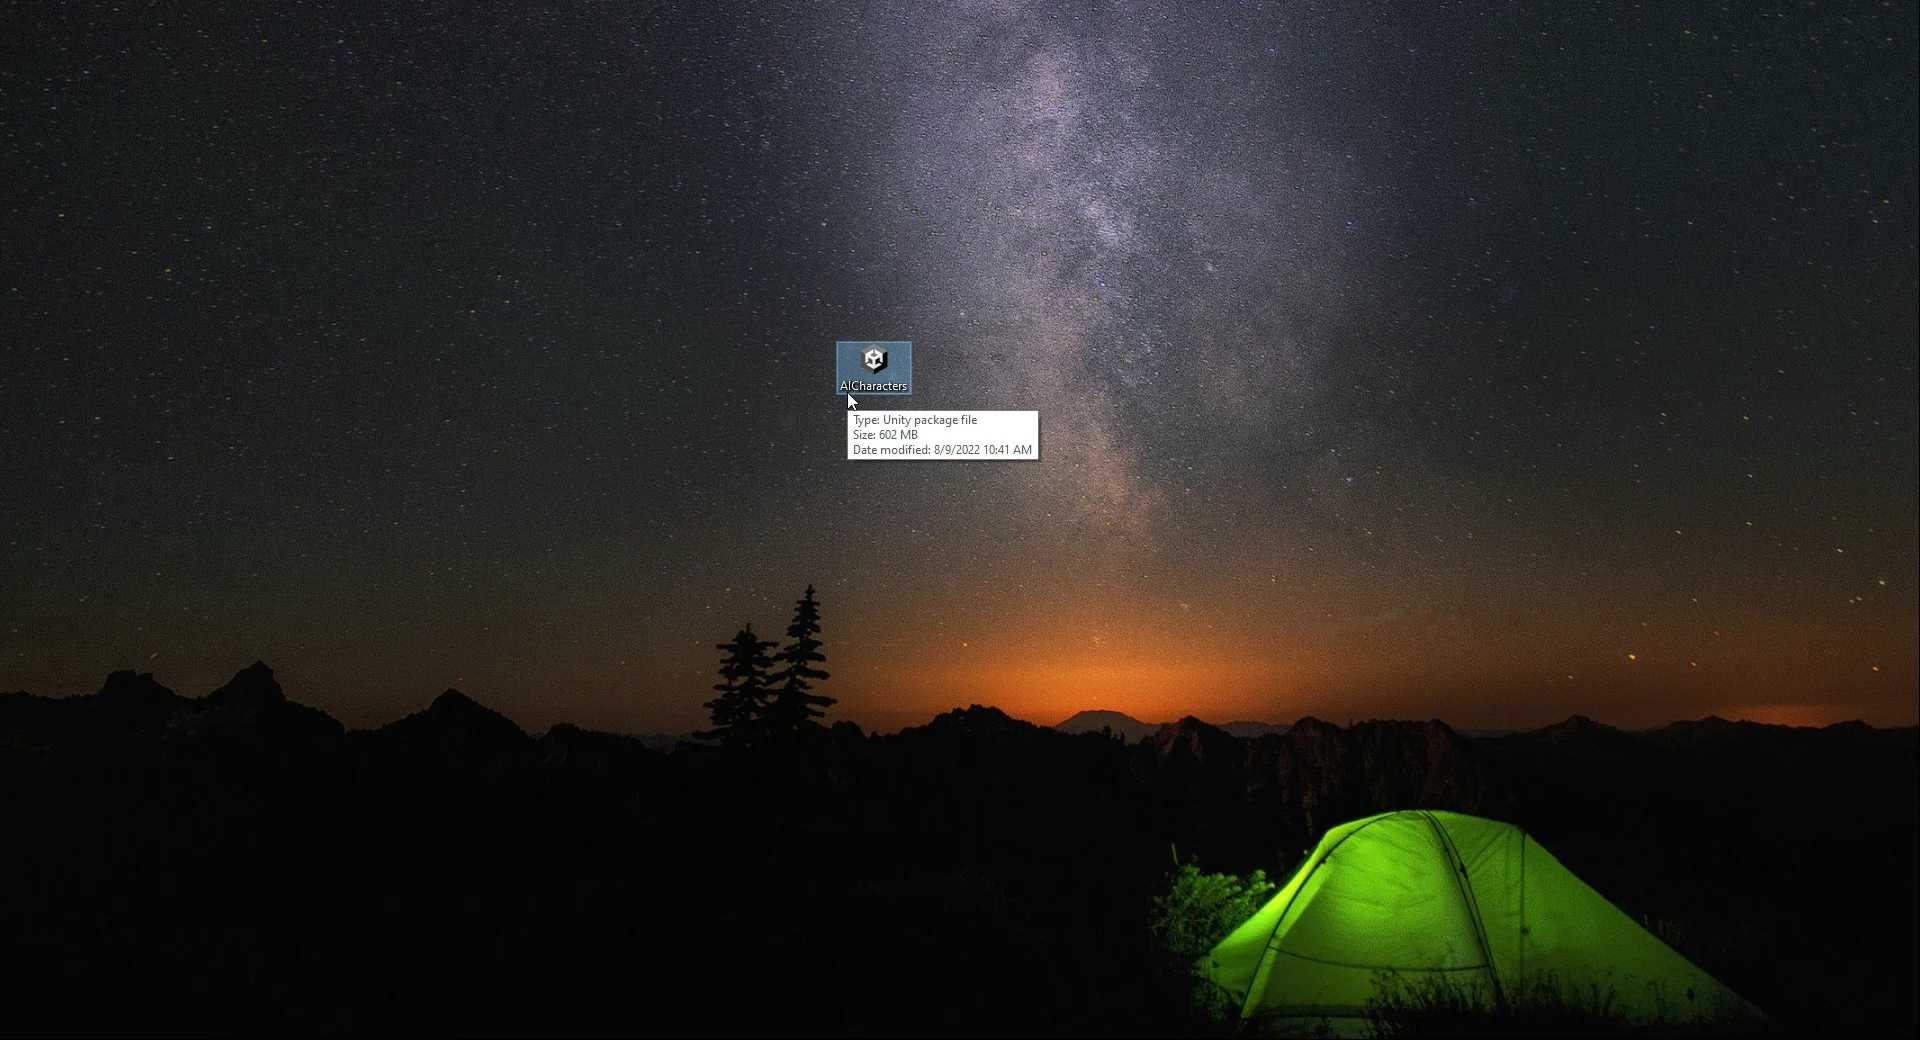 AICharacters
Type: Unity package file
Size: 602 MB
Date modified: 8/9/2022 10:41 AM